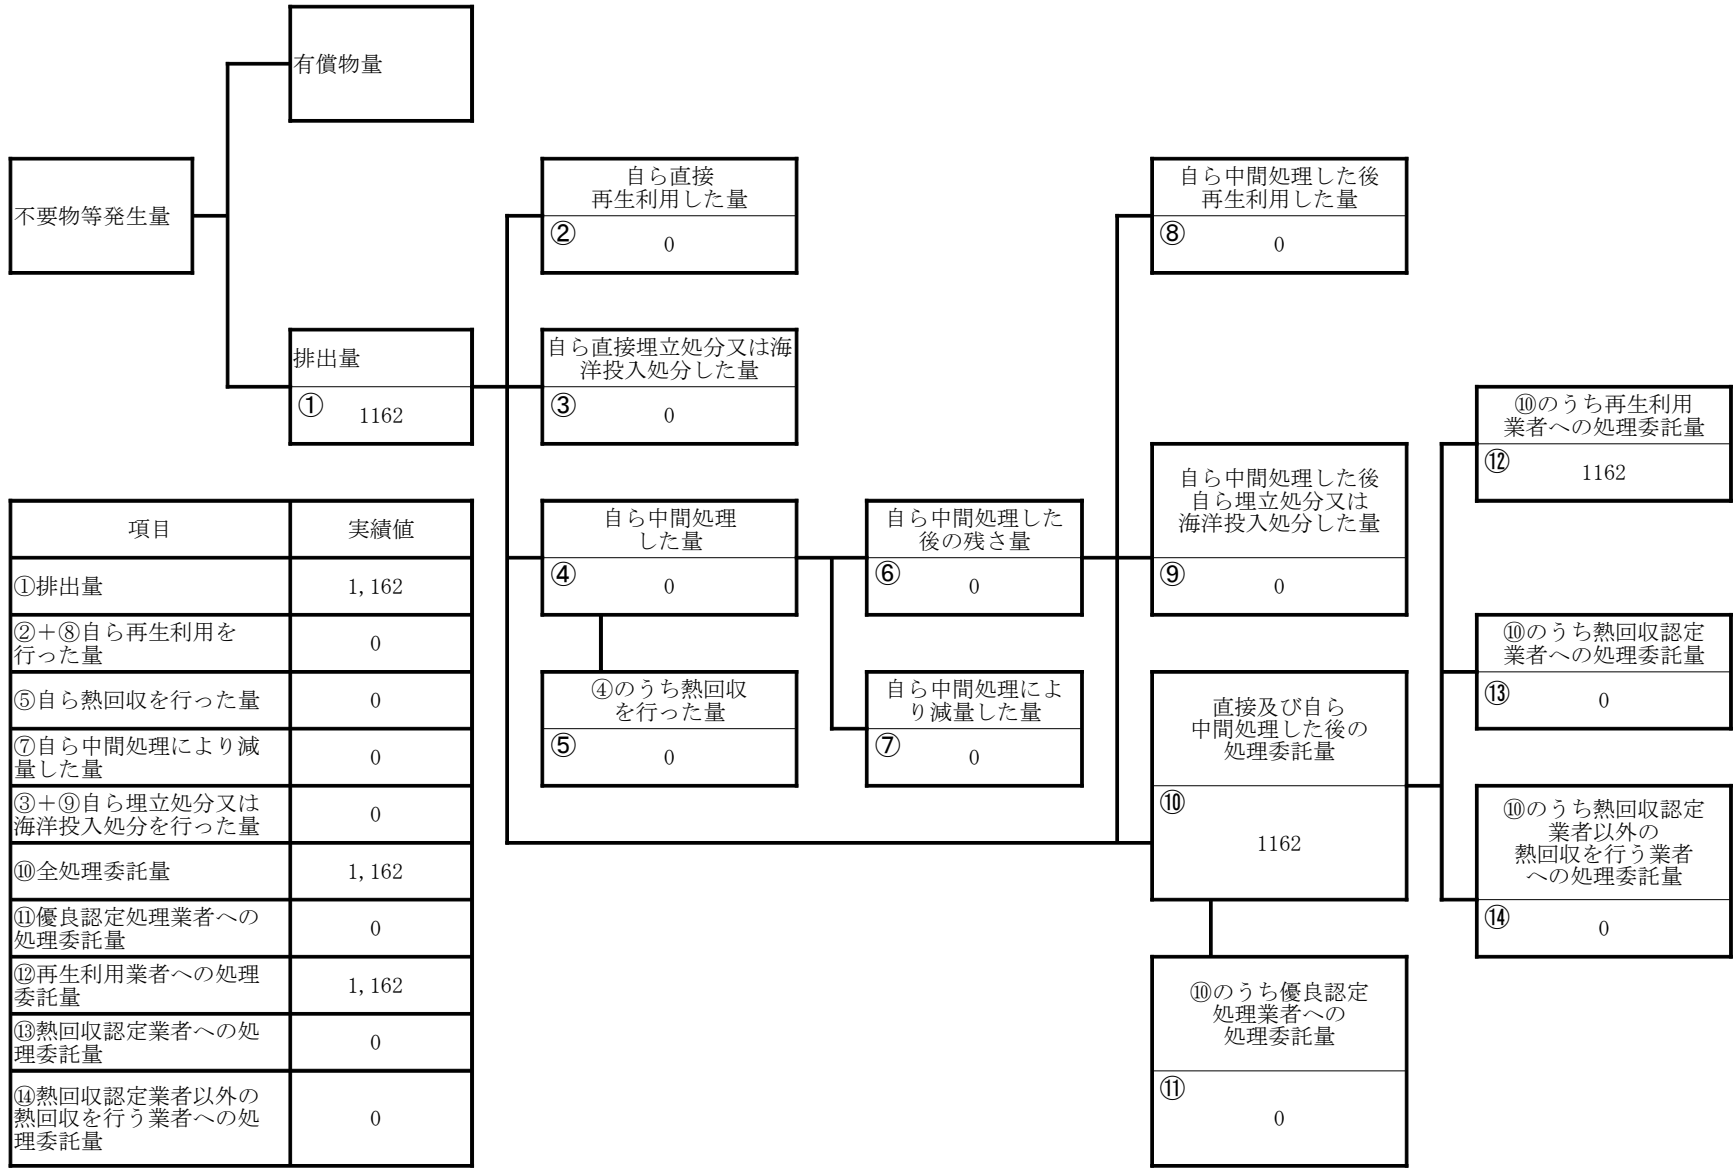 有償物量
不要物等発生量
排出量
①
1162
自ら直接
再生利用した量
②
0
自ら直接埋立処分又は海
洋投入処分した量
③
0
自ら中間処理
した量
④
0
④のうち熱回収
を行った量
⑤
0
自ら中間処理した
後の残さ量
⑥
0
自ら中間処理によ
り減量した量
⑦
0
自ら中間処理した後
再生利用した量
⑧
0
自ら中間処理した後
自ら埋立処分又は
海洋投入処分した量
⑨
0
直接及び自ら
中間処理した後の
処理委託量
⑩
1162
⑩のうち優良認定
処理業者への
処理委託量
⑪
0
⑩のうち再生利用
業者への処理委託量
⑫
1162
⑩のうち熱回収認定
業者への処理委託量
⑬
0
⑩のうち熱回収認定
業者以外の
熱回収を行う業者
への処理委託量
⑭
0
項目 実績値
①排出量 1,162
②+⑧自ら再生利用を
行った量 0
⑤自ら熱回収を行った量 0
⑦自ら中間処理により減
量した量 0
③+⑨自ら埋立処分又は
海洋投入処分を行った量 0
⑩全処理委託量 1,162
⑪優良認定処理業者への
処理委託量 0
⑫再生利用業者への処理
委託量 1,162
⑬熱回収認定業者への処
理委託量 0
⑭熱回収認定業者以外の
熱回収を行う業者への処
理委託量 0